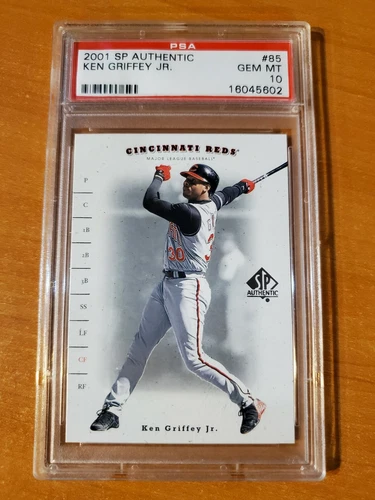 PSA
2001 SP AUTHENTIC #85
KEN GRIFFEY JR. GEM MT
10
16045602
CINCINNATI REDS
MAJOR LEAGUE BASEBALL
P
C
1B
2B
3B
SS
LF
CF
RF
30
SP
AUTHENTIC
Ken Griffey Jr.